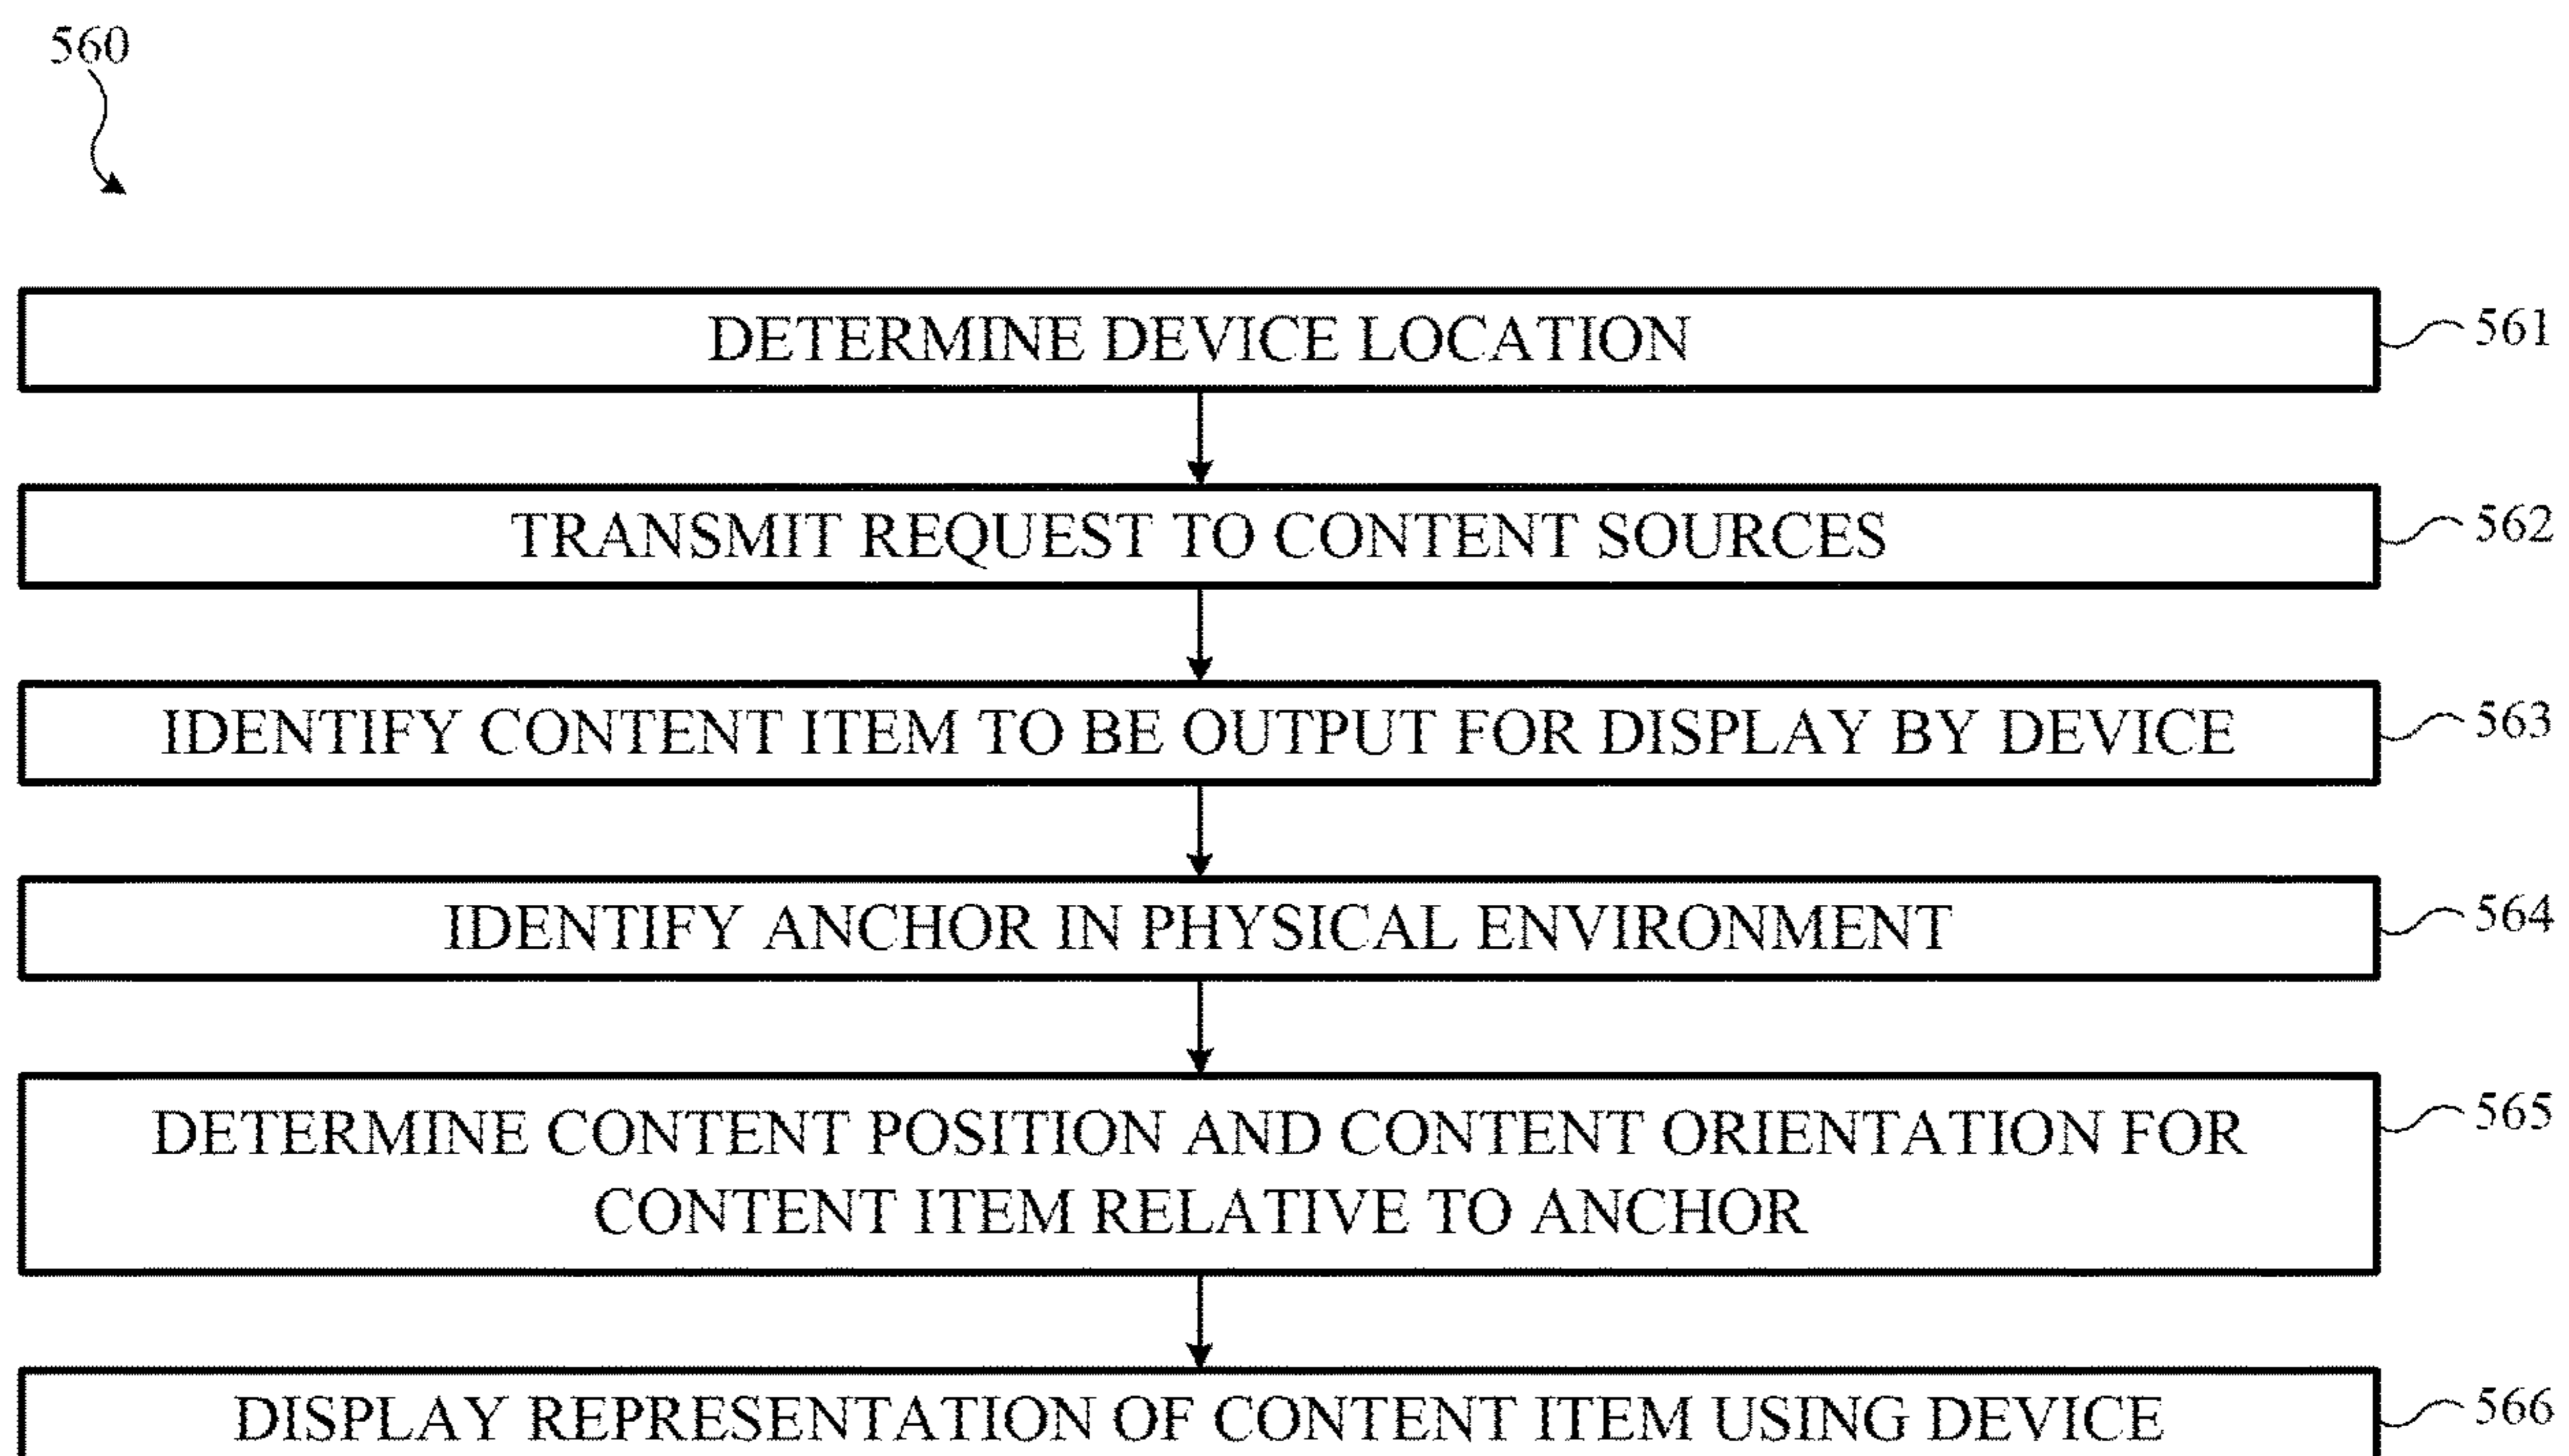 560
DETERMINE DEVICE LOCATION
561
TRANSMIT REQUEST TO CONTENT SOURCES
562
IDENTIFY CONTENT ITEM TO BE OUTPUT FOR DISPLAY BY DEVICE
563
IDENTIFY ANCHOR IN PHYSICAL ENVIRONMENT
564
DETERMINE CONTENT POSITION AND CONTENT ORIENTATION FOR
CONTENT ITEM RELATIVE TO ANCHOR
565
DISPLAY REPRESENTATION OF CONTENT ITEM USING DEVICE
566